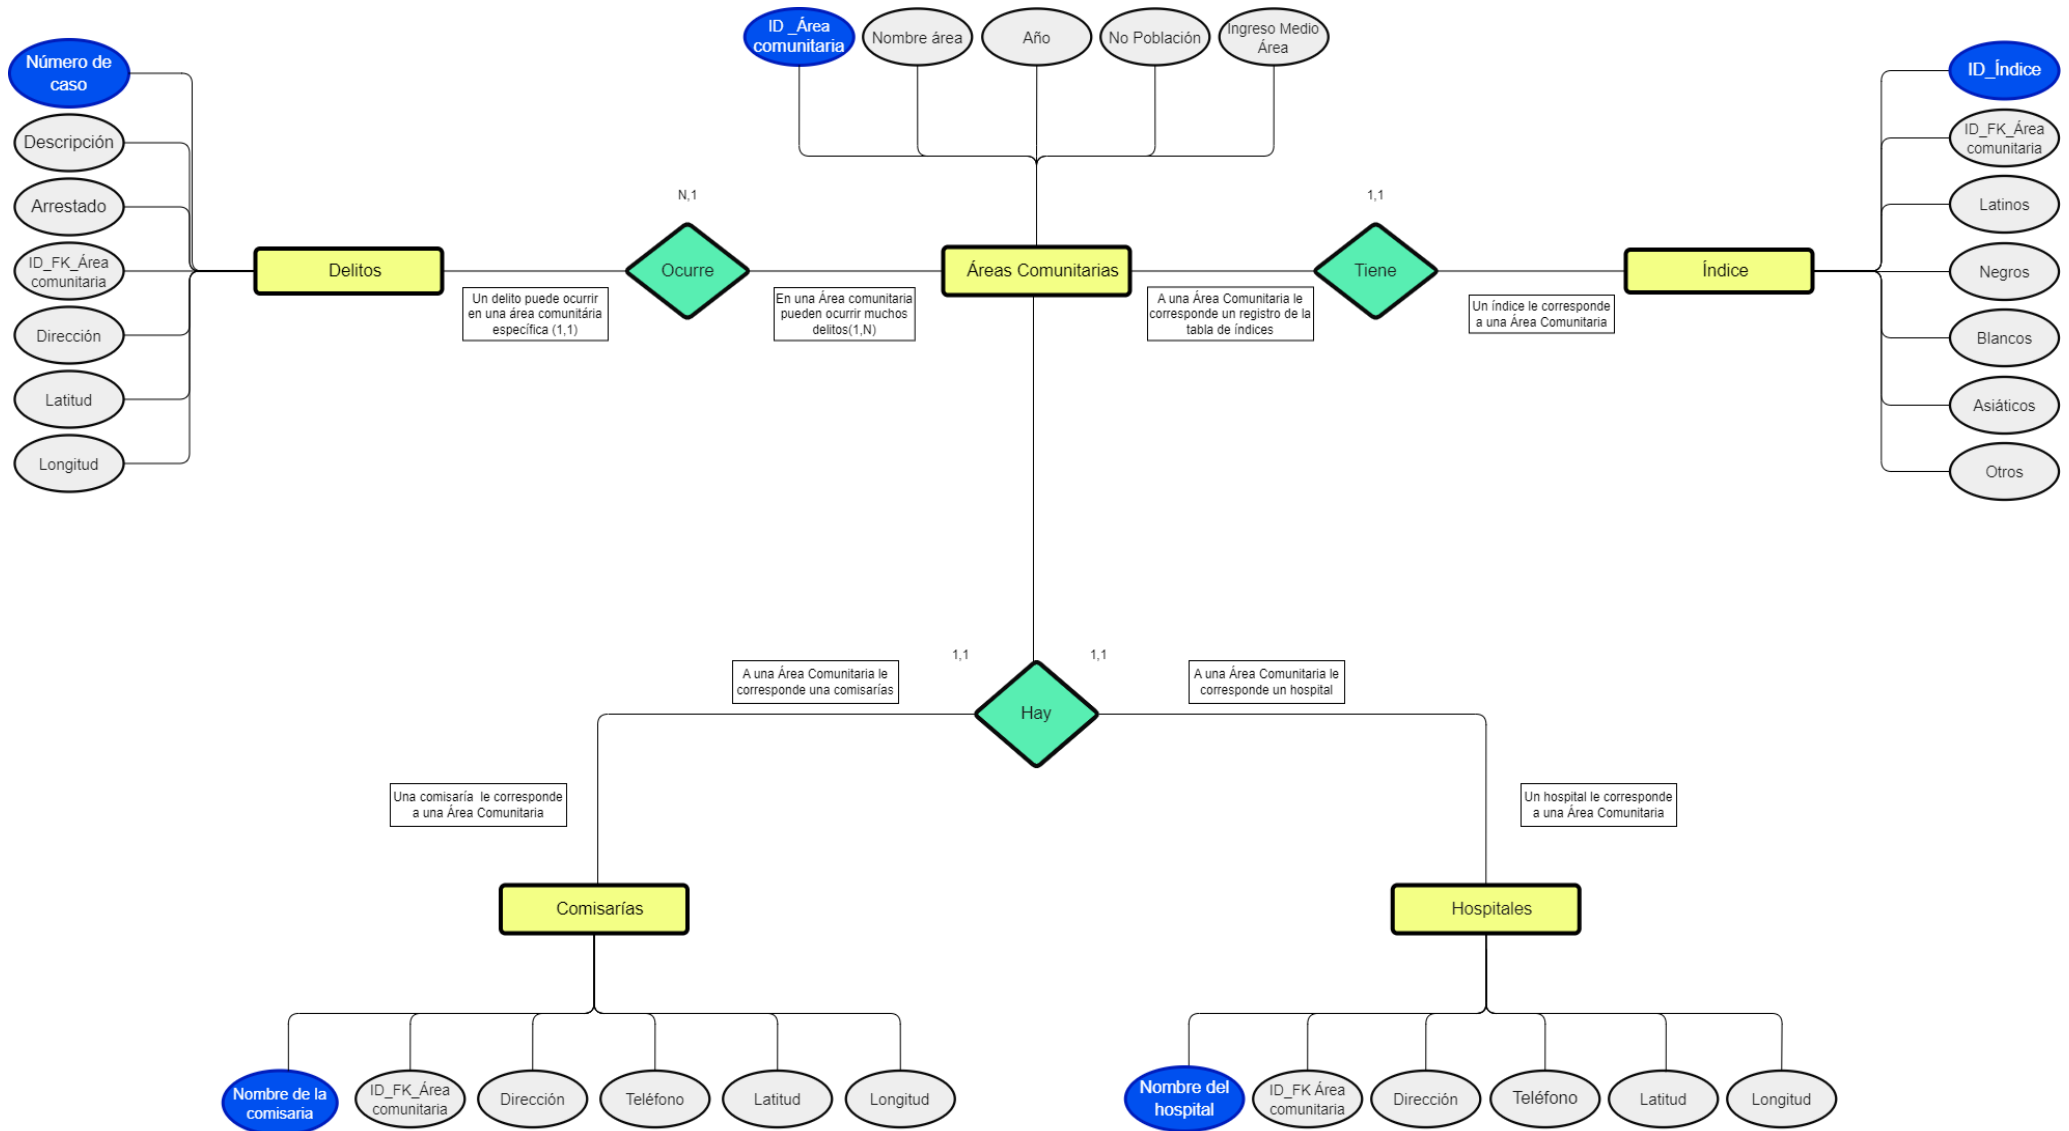 ID _Área
comunitaria
Nombre área
Año
No Población
Ingreso Medio
Área
Número de
caso
Descripción
Arrestado
ID_FK_Área
comunitaria
Dirección
Latitud
Longitud
ID_Índice
ID_FK_Área
comunitaria
Latinos
Negros
Blancos
Asiáticos
Otros
N,1
1,1
Delitos
Ocurre
Áreas Comunitarias
Tiene
Índice
Un delito puede ocurrir
en una área comunitária
específica (1,1)
En una Área comunitaria
pueden ocurrir muchos
delitos(1,N)
A una Área Comunitaria le
corresponde un registro de la
tabla de índices
Un índice le corresponde
a una Área Comunitaria
1,1
1,1
A una Área Comunitaria le
corresponde una comisarías
A una Área Comunitaria le
corresponde un hospital
Hay
Una comisaría le corresponde
a una Área Comunitaria
Un hospital le corresponde
a una Área Comunitaria
Comisarías
Hospitales
Nombre de la
comisaria
ID_FK_Área
comunitaria
Dirección
Teléfono
Latitud
Longitud
Nombre del
hospital
ID_FK Área
comunitaria
Dirección
Teléfono
Latitud
Longitud